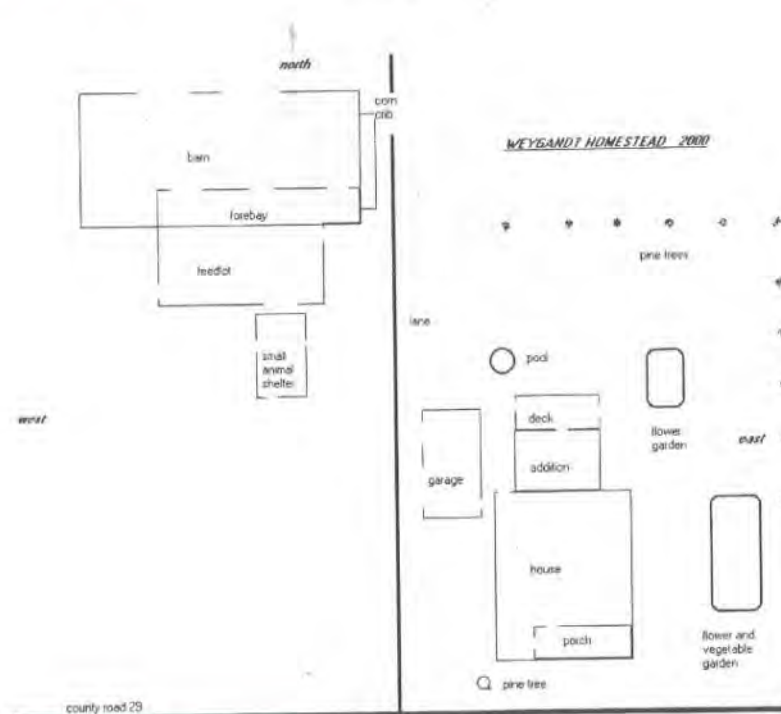 north
corn
crib
WEYGANDT HOMESTEAD 2000
barn
forebay
pine trees
feedlot
lane
small
animal
shelter
pool
west
deck
flower
garden
east
addition
garage
house
porch
flower and
vegetable
garden
pine tree
county road 29